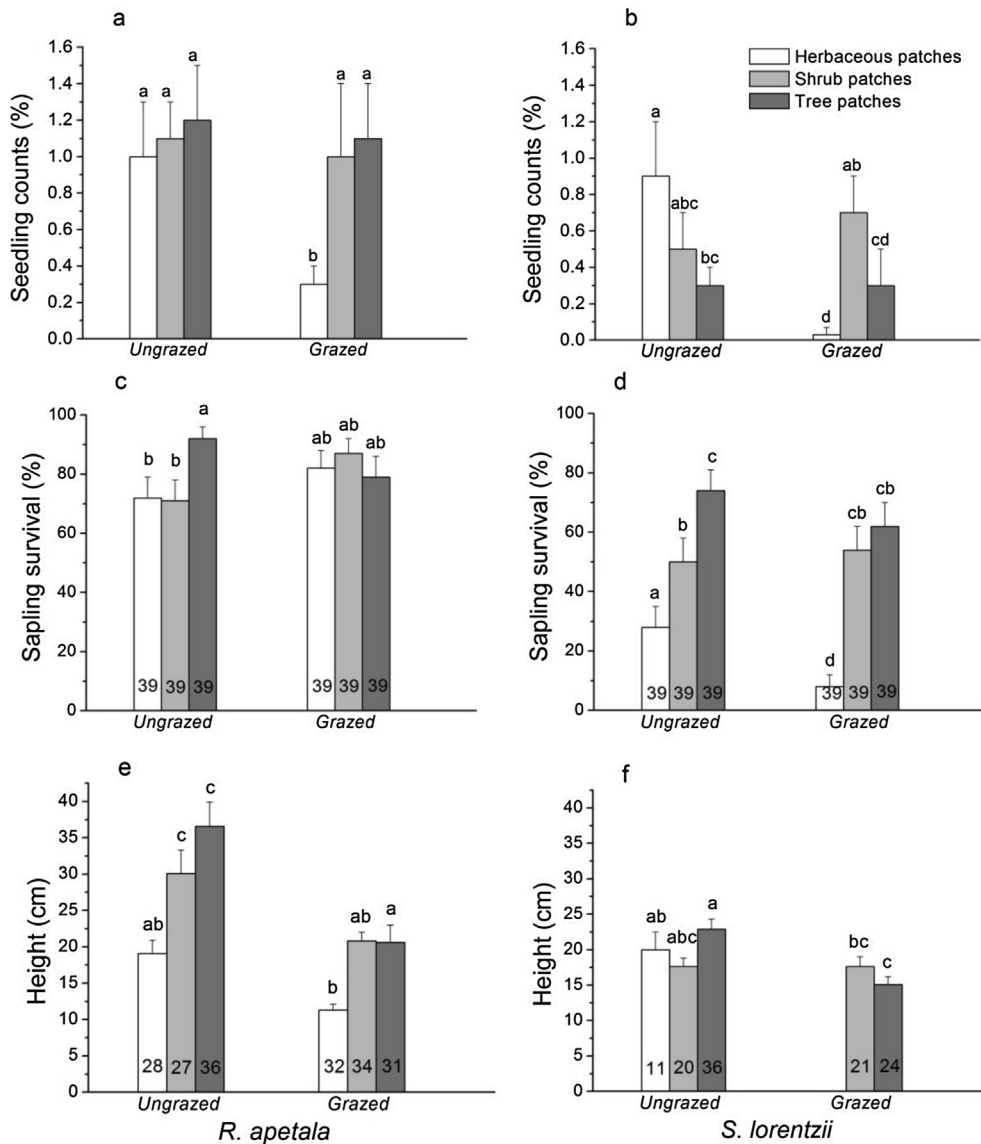 a
Seedling counts (%)
1.6
1.4
1.2
1.0
0.8
0.6
0.4
0.2
0.0
a a a
a a
b
Ungrazed Grazed
b
Seedling counts (%)
1.6
1.4
1.2
1.0
0.8
0.6
0.4
0.2
0.0
Herbaceous patches
Shrub patches
Tree patches
a abc bc
d ab cd
Ungrazed Grazed
c
Sapling survival (%)
100
80
60
40
20
0
b b a
ab ab ab
39 39 39 39 39 39
Ungrazed Grazed
d
Sapling survival (%)
100
80
60
40
20
0
a b c
d cb cb
39 39 39 39 39 39
Ungrazed Grazed
e
Height (cm)
40
35
30
25
20
15
10
5
0
ab c c
b ab a
28 27 36 32 34 31
Ungrazed Grazed
R. apetala
f
Height (cm)
40
35
30
25
20
15
10
5
0
ab abc a
bc c
11 20 36 21 24
Ungrazed Grazed
S. lorentzii